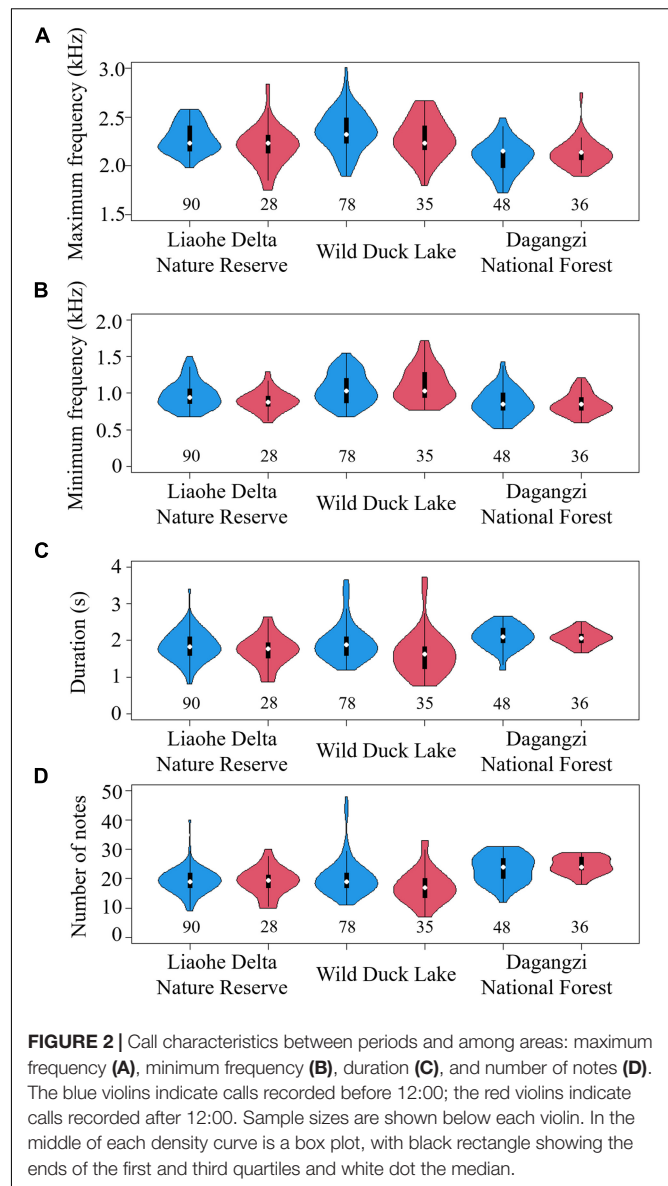 A
Maximum frequency (kHz)
3.0
2.5
2.0
1.5
90 28 78 35 48 36
Liaohe Delta Nature Reserve
Wild Duck Lake
Dagangzi National Forest
B
Minimum frequency (kHz)
2.0
1.5
1.0
0.5
0
90 28 78 35 48 36
Liaohe Delta Nature Reserve
Wild Duck Lake
Dagangzi National Forest
C
Duration (s)
4
3
2
1
0
90 28 78 35 48 36
Liaohe Delta Nature Reserve
Wild Duck Lake
Dagangzi National Forest
D
Number of notes
50
40
30
20
10
0
90 28 78 35 48 36
Liaohe Delta Nature Reserve
Wild Duck Lake
Dagangzi National Forest
FIGURE 2 | Call characteristics between periods and among areas: maximum
frequency (A), minimum frequency (B), duration (C), and number of notes (D).
The blue violins indicate calls recorded before 12:00; the red violins indicate
calls recorded after 12:00. Sample sizes are shown below each violin. In the
middle of each density curve is a box plot, with black rectangle showing the
ends of the first and third quartiles and white dot the median.